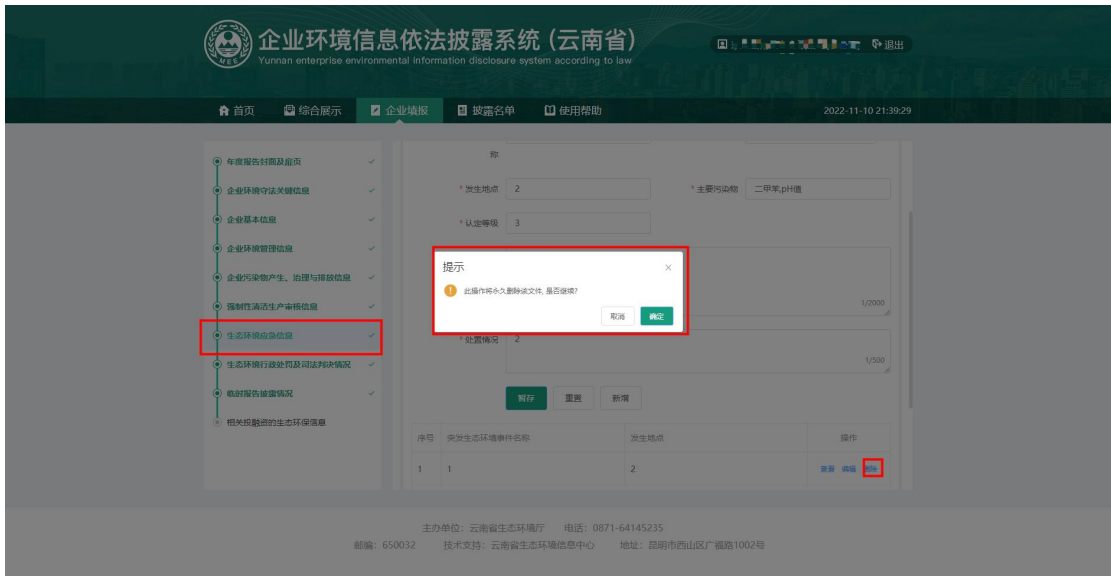 企业环境信息依法披露系统 (云南省)
Yunnan enterprise environmental information disclosure system according to law
MEE
退出
首页 综合展示 企业填报 披露名单 使用帮助 2022-11-10 21:39:29
年度报告封面及扉页
企业环境守法关键信息
企业基本信息
企业环境管理信息
企业污染物产生、治理与排放信息
强制性清洁生产审核信息
生态环境应急信息
生态环境行政处罚及司法判决情况
临时报告披露情况
相关投融资的生态环保信息
称
*发生地点 2 *主要污染物 二甲苯,pH值
*认定等级 3
提示 ×
此操作将永久删除该文件, 是否继续?
取消 确定
1/2000
*处置情况 2
1/500
暂存 重置 新增
序号 突发生态环境事件名称 发生地点 操作
1 1 2 查看 编辑 删除
主办单位：云南省生态环境厅 电话：0871-64145235
邮编：650032 技术支持：云南省生态环境信息中心 地址：昆明市西山区广福路1002号